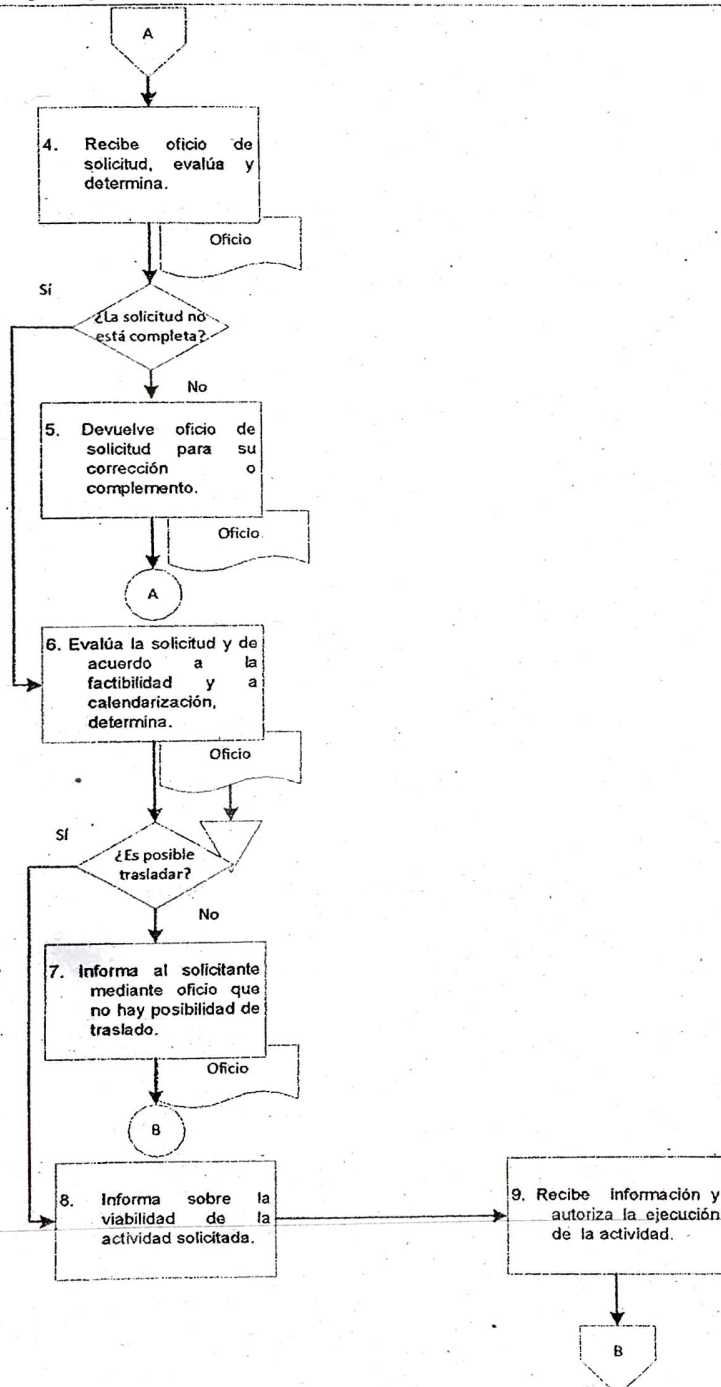 A
4. Recibe oficio de
solicitud, evalúa y
determina.
Oficio
Sí
¿La solicitud no
está completa?
No
5. Devuelve oficio de
solicitud para su
corrección o
complemento.
Oficio
A
6. Evalúa la solicitud y de
acuerdo a la
factibilidad y a
calendarización,
determina.
Oficio
Sí
¿Es posible
trasladar?
No
7. Informa al solicitante
mediante oficio que
no hay posibilidad de
traslado.
Oficio
B
8. Informa sobre la
viabilidad de la
actividad solicitada.
9. Recibe información y
autoriza la ejecución
de la actividad.
B